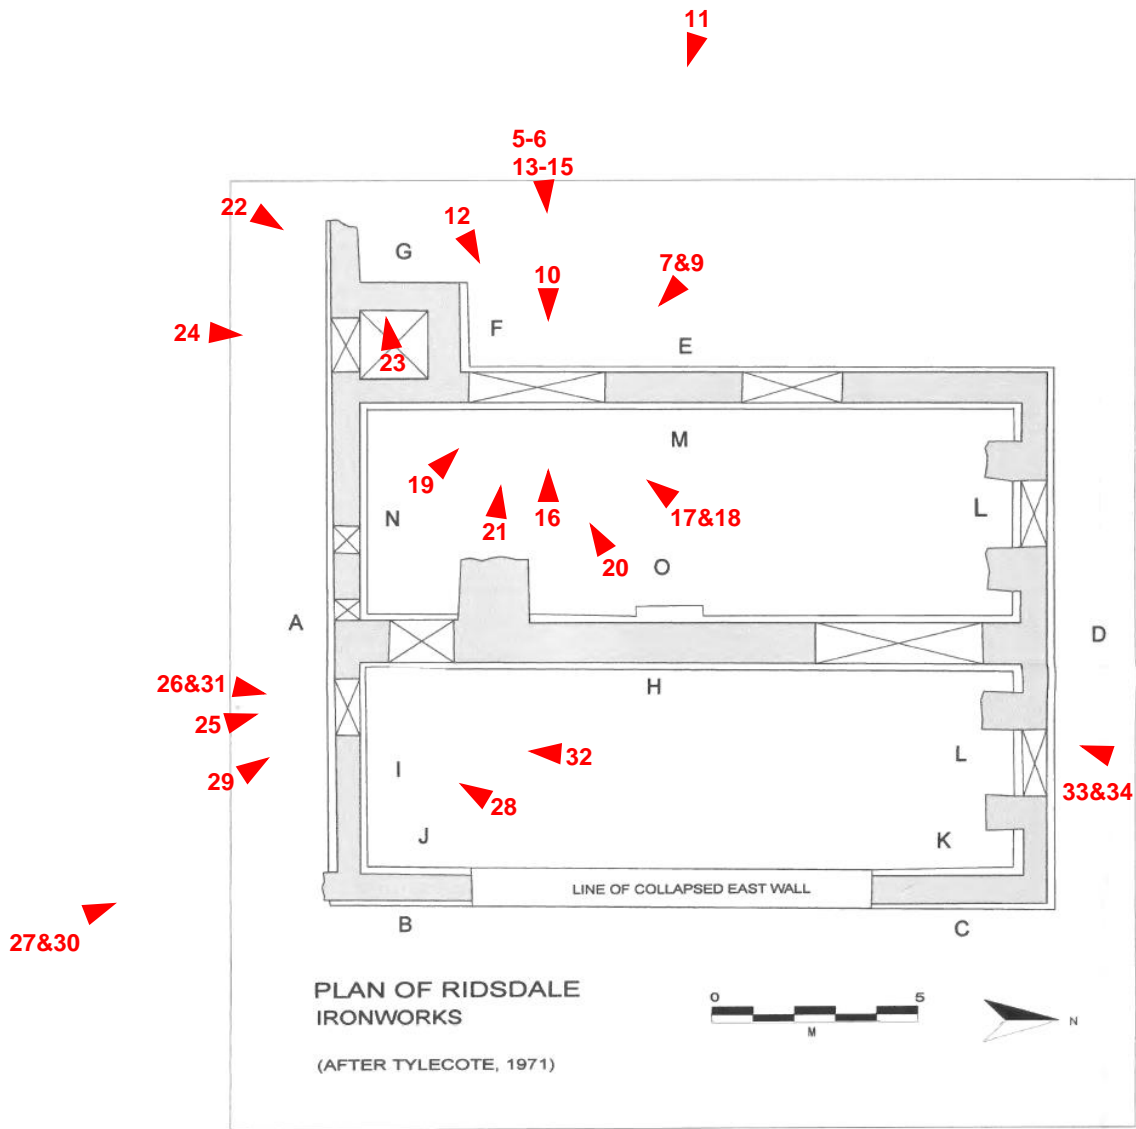 11
5-6
13-15
22
12
G
7&9
10
24
F
E
23
M
19
N
16
17&18
L
21
20
O
A
D
26&31
H
25
29
I
32
L
28
33&34
J
K
LINE OF COLLAPSED EAST WALL
B
C
27&30
PLAN OF RIDSDALE
IRONWORKS
0 5
M
N
(AFTER TYLECOTE, 1971)